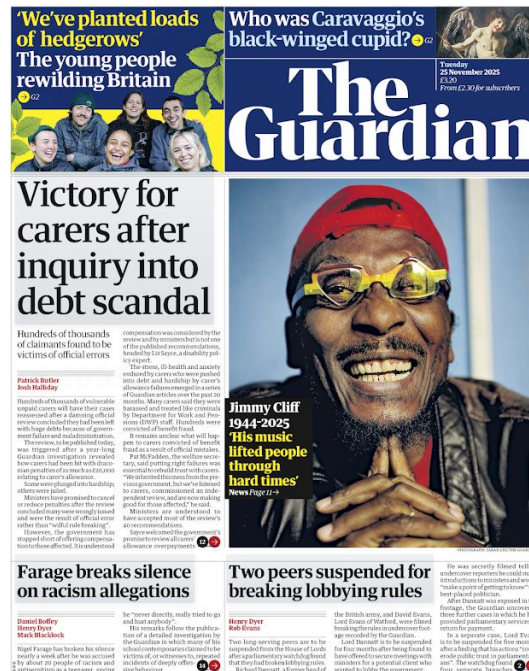 ‘We’ve planted loads
of hedgerows’
The young people
rewilding Britain
G2
Who was Caravaggio’s
black-winged cupid?
G2
Tuesday
25 November 2025
£3.20
From £2.30 for subscribers
The
Guardian
Victory for
carers after
inquiry into
debt scandal
Hundreds of thousands
of claimants found to be
victims of official errors
Patrick Butler
Josh Halliday
Hundreds of thousands of vulnerable
unpaid carers will have their cases
reassessed after a damning official
review concluded they had been left
with huge debts because of govern-
ment failure and maladministration.
The review, to be published today,
was triggered after a year-long
Guardian investigation revealed
how carers had been hit with draco-
nian penalties of as much as £20,000
relating to carer’s allowance.
Some were plunged into hardship;
others were jailed.
Ministers have promised to cancel
or reduce penalties after the review
concluded many were wrongly issued
and were the result of official error
rather than “wilful rule breaking”.
However, the government has
stopped short of offering compensa-
tion to those affected. It is understood
compensation was considered by the
review and by ministers but is not one
of the published recommendations,
headed by Liz Sayce, a disability pol-
icy expert.
The stress, ill-health and anxiety
endured by carers who were pushed
into debt and hardship by carer’s
allowance failures emerged in a series
of Guardian articles over the past 20
months. Many carers said they were
harassed and treated like criminals
by Department for Work and Pen-
sions (DWP) staff. Hundreds were
convicted of benefit fraud.
It remains unclear what will hap-
pen to carers convicted of benefit
fraud as a result of official mistakes.
Pat McFadden, the welfare secre-
tary, said putting right failures was
essential to rebuild trust with carers.
“We inherited this mess from the pre-
vious government, but we’ve listened
to carers, commissioned an inde-
pendent review, and are now making
good for those affected,” he said.
Ministers are understood to
have accepted most of the review’s
40 recommendations.
Sayce welcomed the government’s
promise to review all carers’
allowance overpayments
12
Jimmy Cliff
1944-2025
‘His music
lifted people
through
hard times’
News Page 11
Farage breaks silence
on racism allegations
Daniel Boffey
Henry Dyer
Mark Blacklock
Nigel Farage has broken his silence
nearly a week after he was accused
by a school
be “never directly, really tried to go
and hurt anybody”.
His remarks follow the publica-
tion of a detailed investigation by
the Guardian in which many of his
school contemporaries claimed to be
victims of, or witnesses to, repeated
incidents of deeply offen-
14
Two peers suspended for
breaking lobbying rules
Henry Dyer
Rob Evans
Two long-serving peers are to be
suspended from the House of Lords
after a parliamentary watchdog found
that they had broken lobbying rules.
Richard Dannatt, a former head of
the British army, and David Evans,
Lord Evans of Watford, were filmed
breaking the rules in undercover foot-
age recorded by the Guardian.
Lord Dannatt is to be suspended
for four months after being found to
have offered to secure meetings with
ministers for a potential client who
wanted to lobby the government
He was secretly filmed tell
undercover reporters he could ma
introductions to ministers and wo
“make a point of getting to know”
best-placed politician.
After Dannatt was exposed in
footage, the Guardian uncover
three further cases in which he h
provided parliamentary services
return for payment.
In a separate case, Lord Eva
is to be suspended for five mon
after a finding that his actions “c
erode public trust in parliament
ans”. The watchdog found
four separate breaches